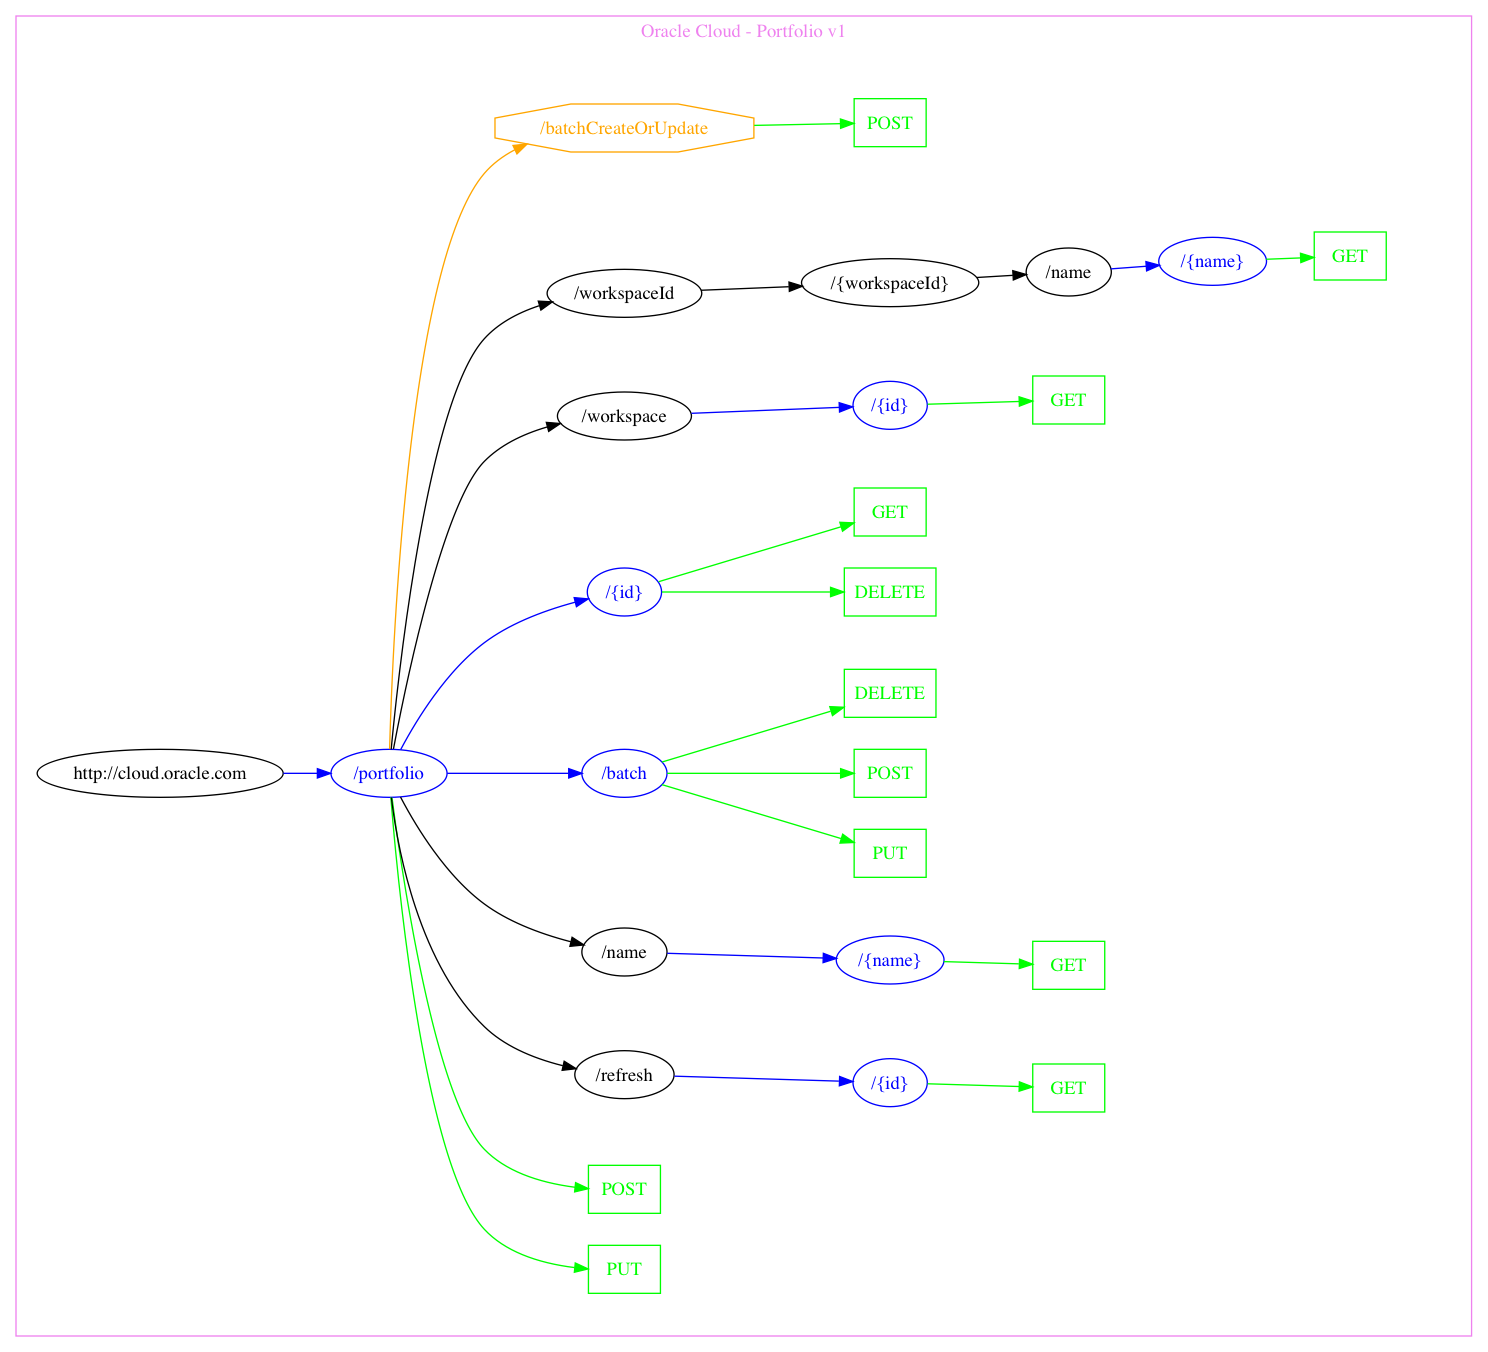 Oracle Cloud - Portfolio v1
/batchCreateOrUpdate
POST
/workspaceId
/{workspaceId}
/name
/{name}
GET
/workspace
/{id}
GET
/{id}
GET
DELETE
http://cloud.oracle.com
/portfolio
/batch
DELETE
POST
PUT
/name
/{name}
GET
/refresh
/{id}
GET
POST
PUT